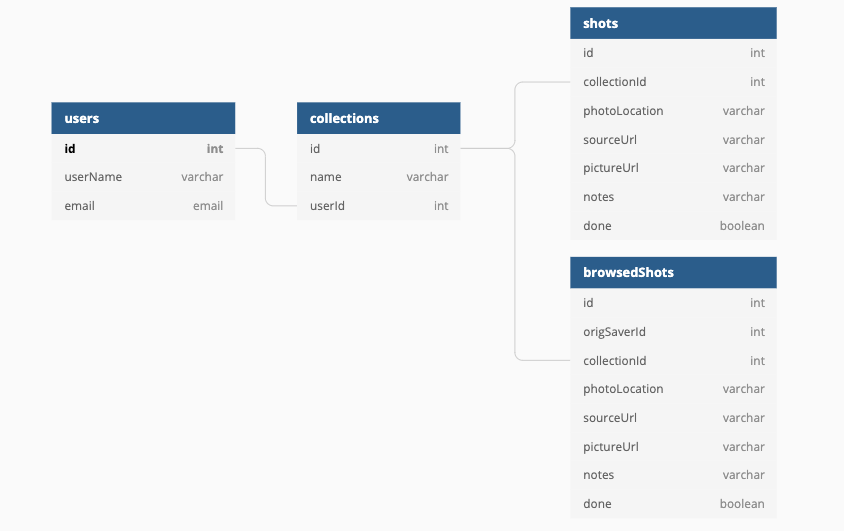 users
id int
userName varchar
email email
collections
id int
name varchar
userId int
shots
id int
collectionId int
photoLocation varchar
sourceUrl varchar
pictureUrl varchar
notes varchar
done boolean
browsedShots
id int
origSaverId int
collectionId int
photoLocation varchar
sourceUrl varchar
pictureUrl varchar
notes varchar
done boolean